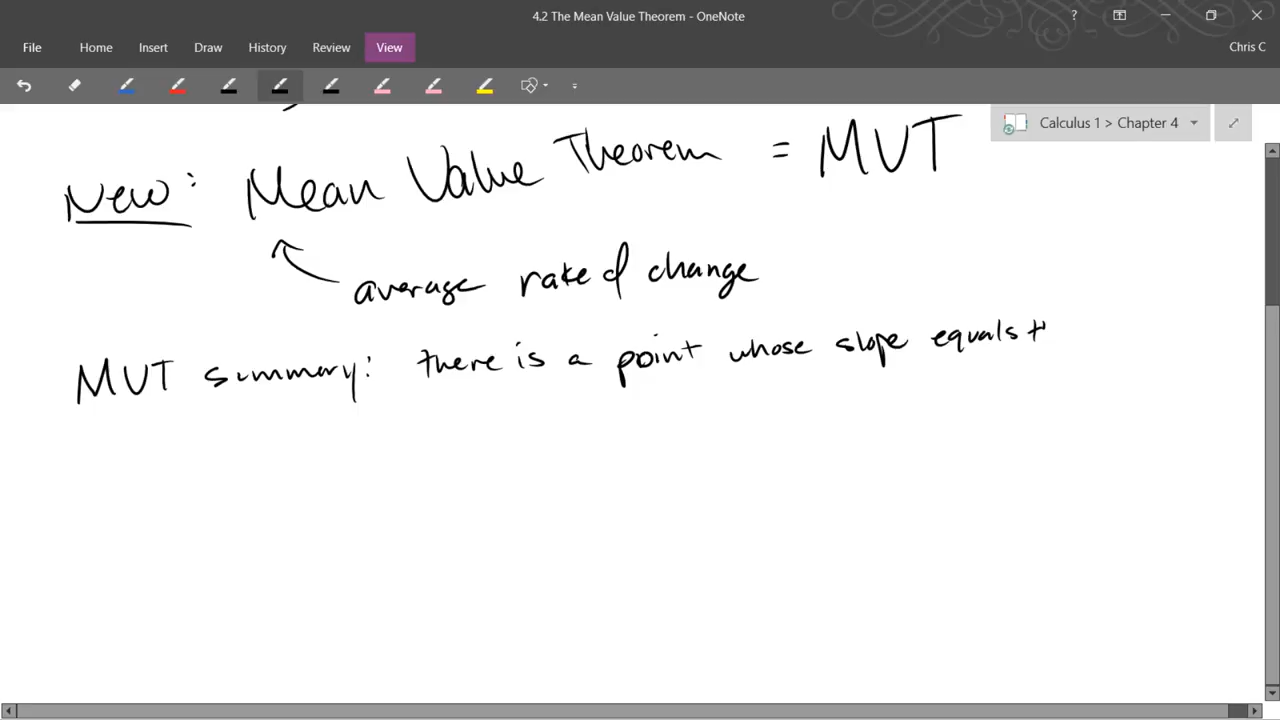 4.2 The Mean Value Theorem - OneNote
?
File Home Insert Draw History Review View Chris C
Calculus 1 > Chapter 4
New: Mean Value Theorem = MVT
average rate of change
MVT summary: there is a point whose slope equals t